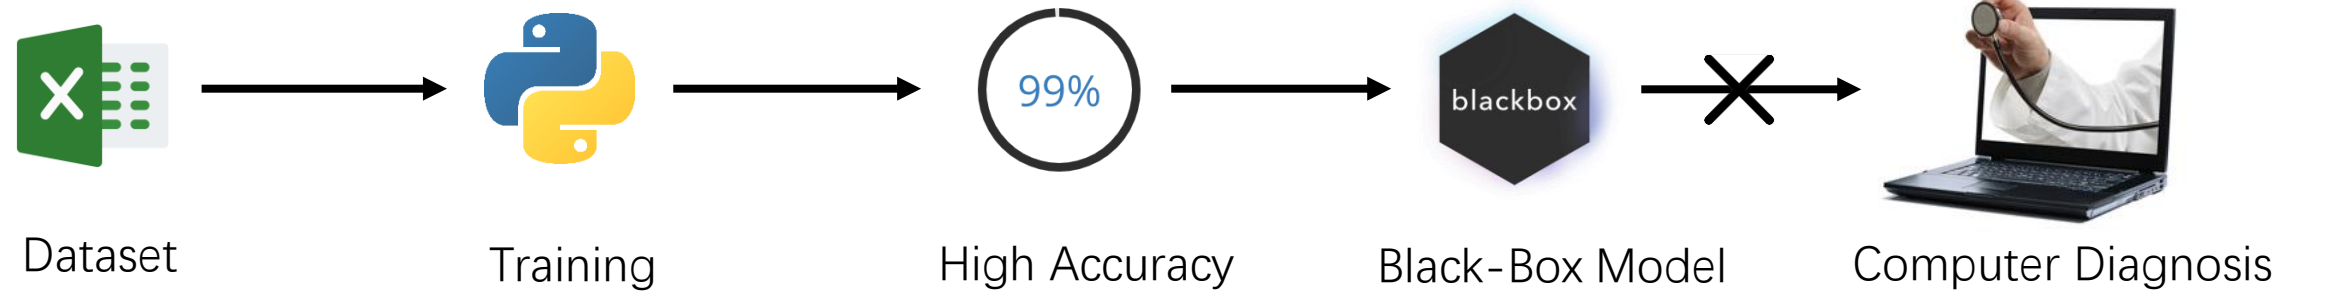 X
99%
blackbox
Dataset
Training
High Accuracy
Black-Box Model
Computer Diagnosis